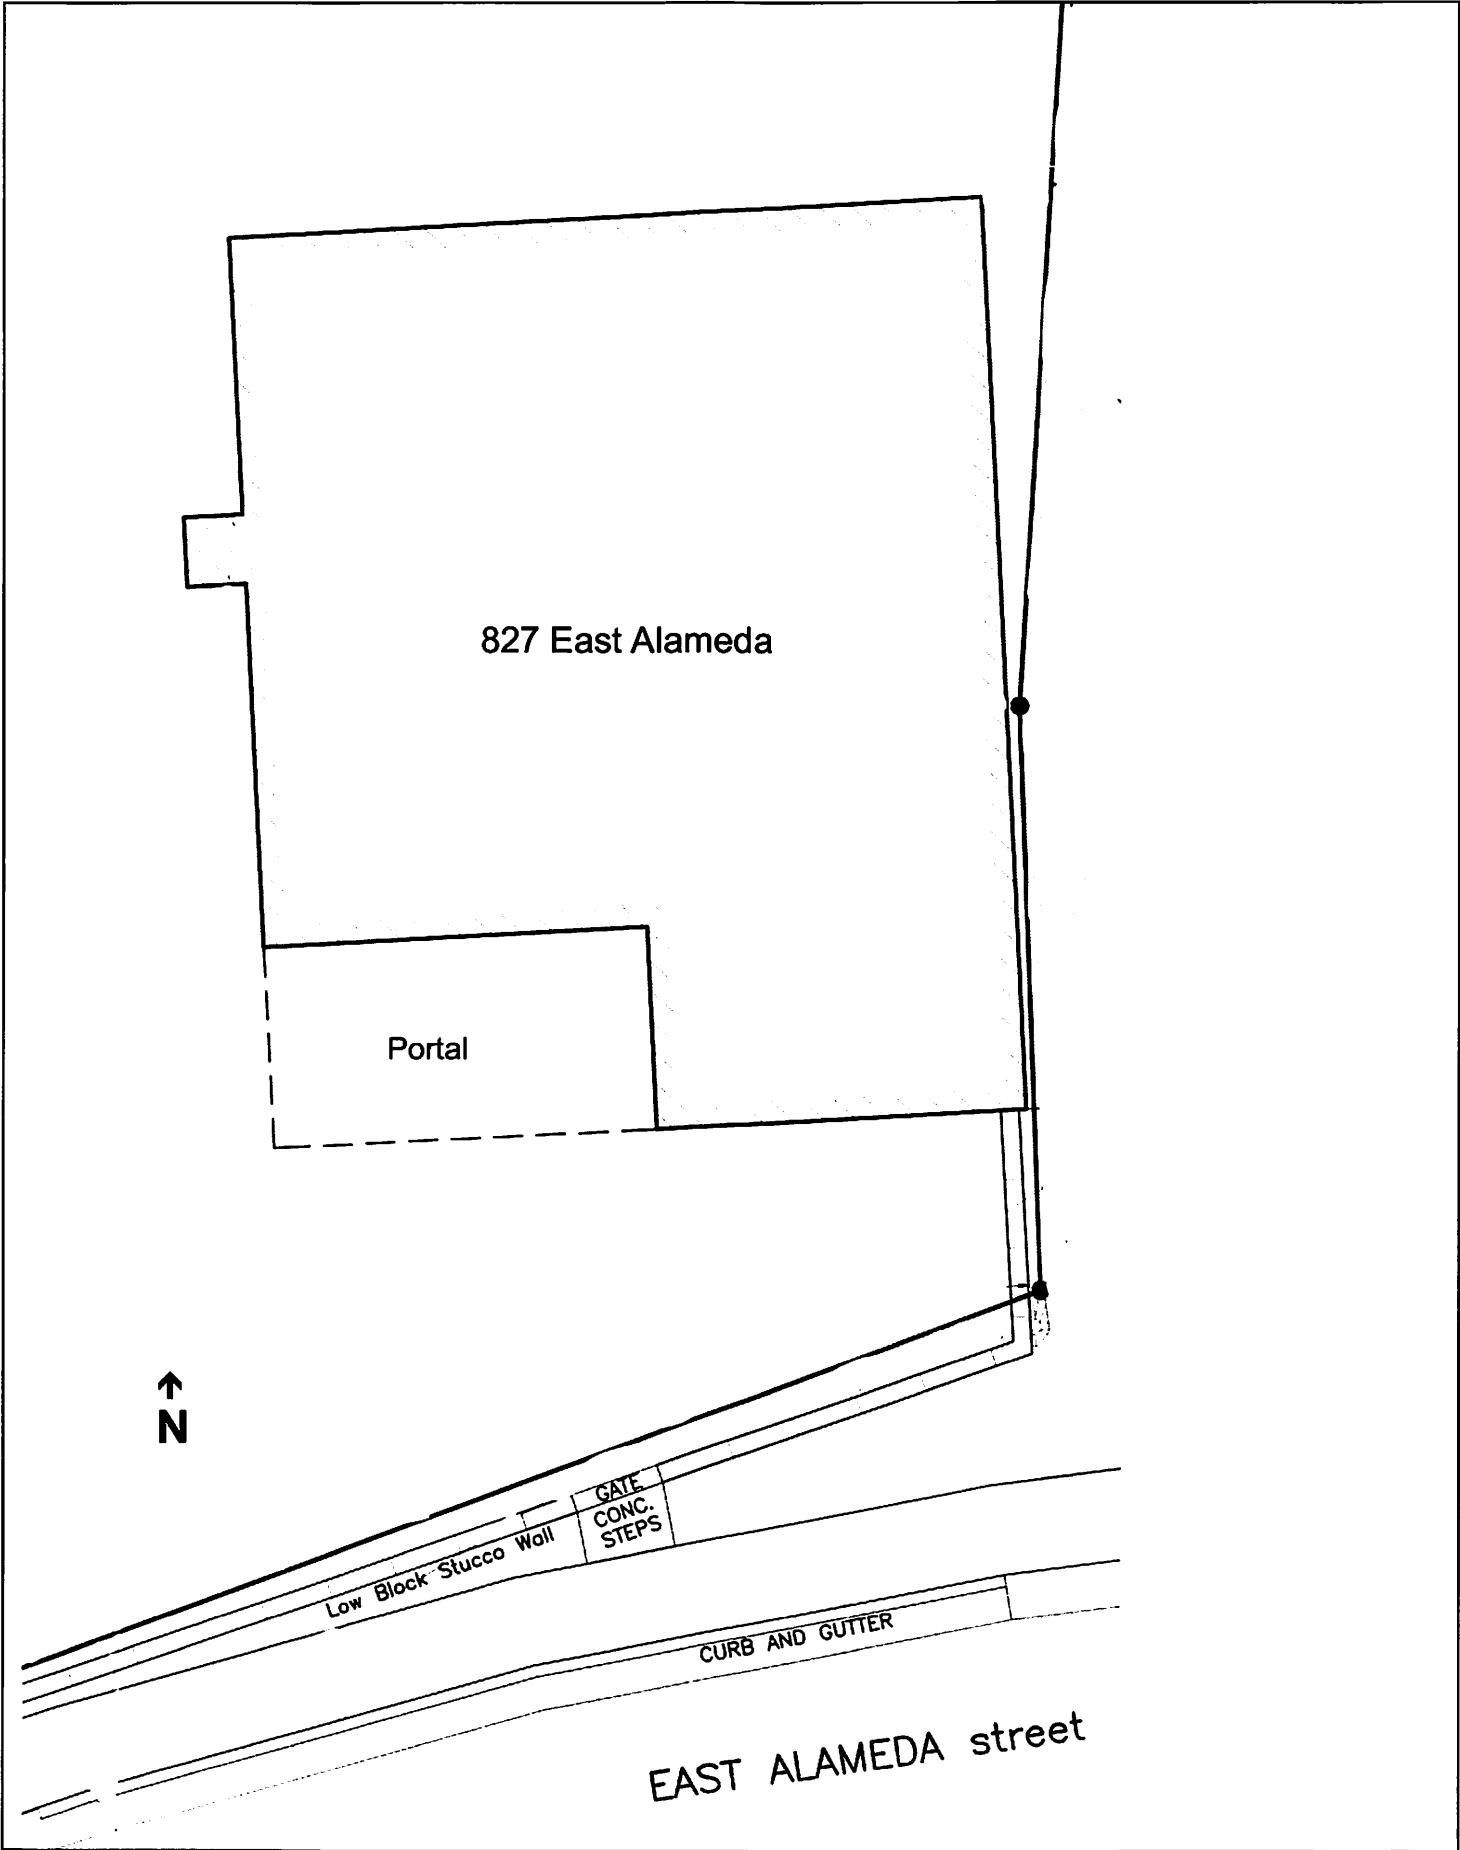 827 East Alameda
Portal
N
GATE
CONC.
STEPS
Low Block Stucco Wall
CURB AND GUTTER
EAST ALAMEDA street